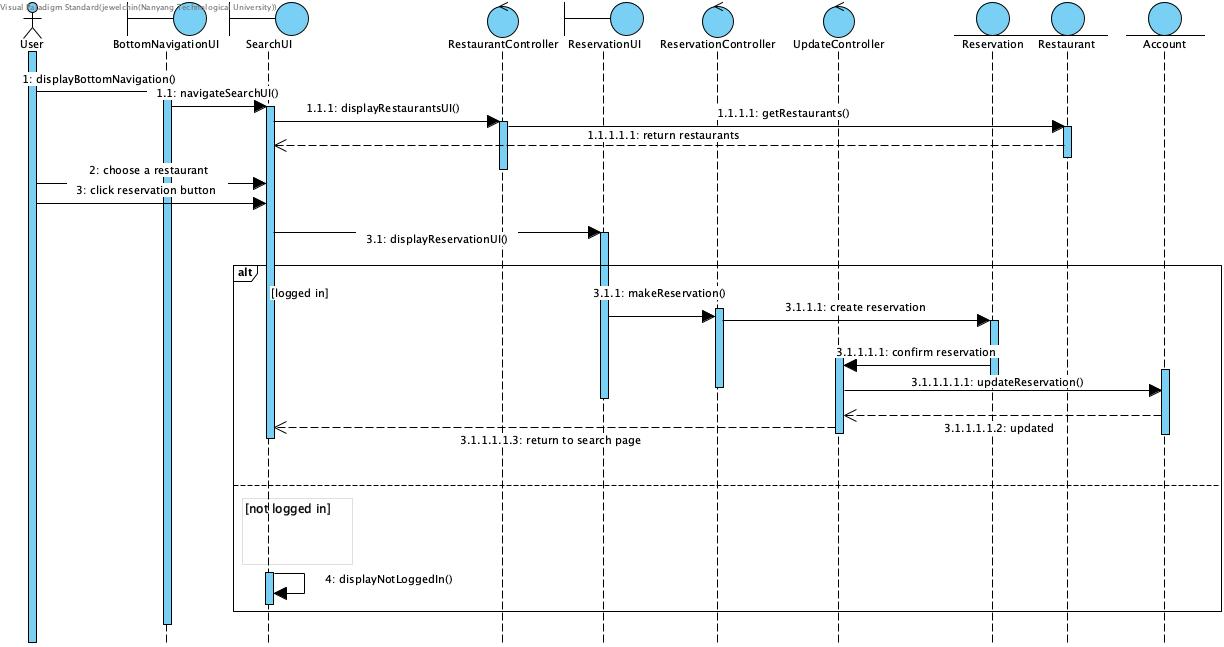 Visual Paradigm Standard(jewelchin(Nanyang Technological University))
User
BottomNavigationUI
SearchUI
RestaurantController
ReservationUI
ReservationController
UpdateController
Reservation
Restaurant
Account
1: displayBottomNavigation()
1.1: navigateSearchUI()
1.1.1: displayRestaurantsUI()
1.1.1.1: getRestaurants()
1.1.1.1.1: return restaurants
2: choose a restaurant
3: click reservation button
3.1: displayReservationUI()
alt
[logged in]
3.1.1: makeReservation()
3.1.1.1: create reservation
3.1.1.1.1: confirm reservation
3.1.1.1.1.1: updateReservation()
3.1.1.1.1.2: updated
3.1.1.1.1.3: return to search page
[not logged in]
4: displayNotLoggedIn()